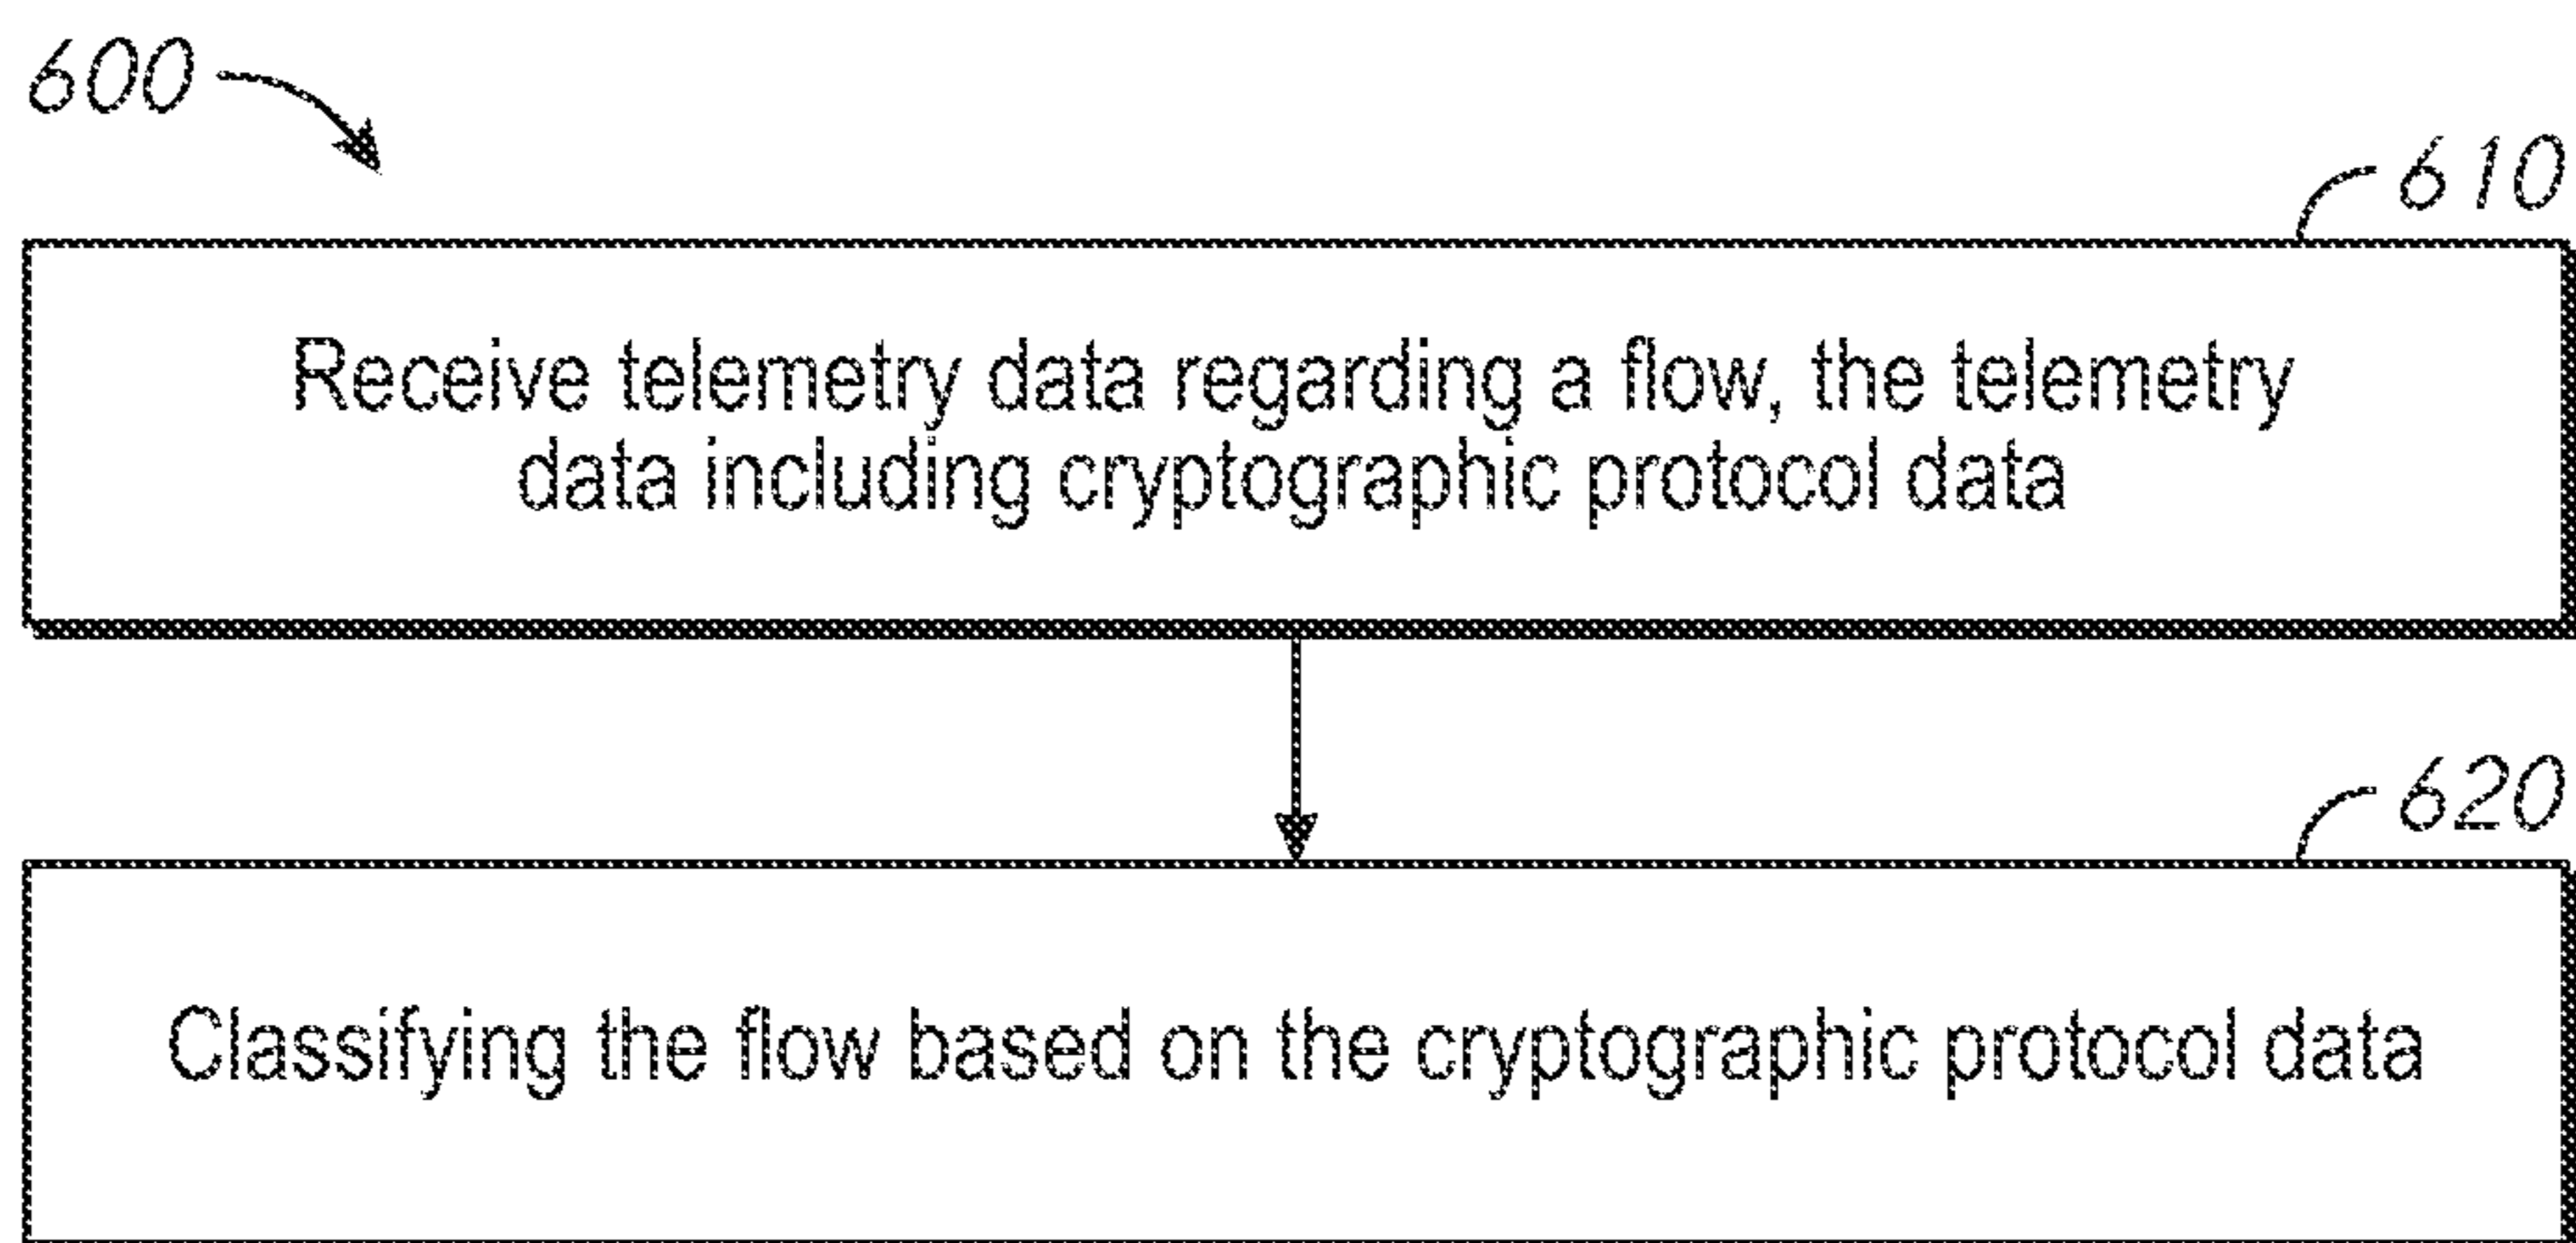 600
610
Receive telemetry data regarding a flow, the telemetry
data including cryptographic protocol data
620
Classifying the flow based on the cryptographic protocol data